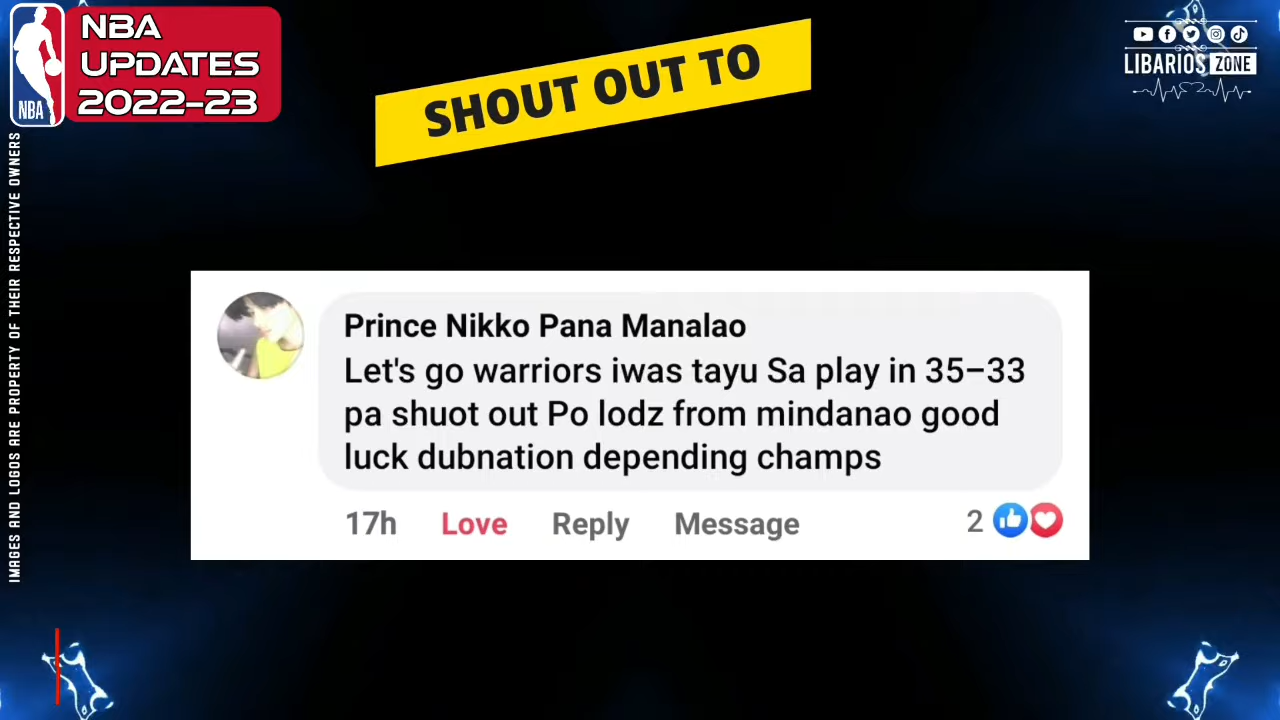 NBA
UPDATES
2022-23
NBA
SHOUT OUT TO
LIBARIOS ZONE
IMAGES AND LOGOS ARE PROPERTY OF THEIR RESPECTIVE OWNERS
Prince Nikko Pana Manalao
Let's go warriors iwas tayu Sa play in 35–33
pa shuot out Po lodz from mindanao good
luck dubnation depending champs
17h Love Reply Message 2